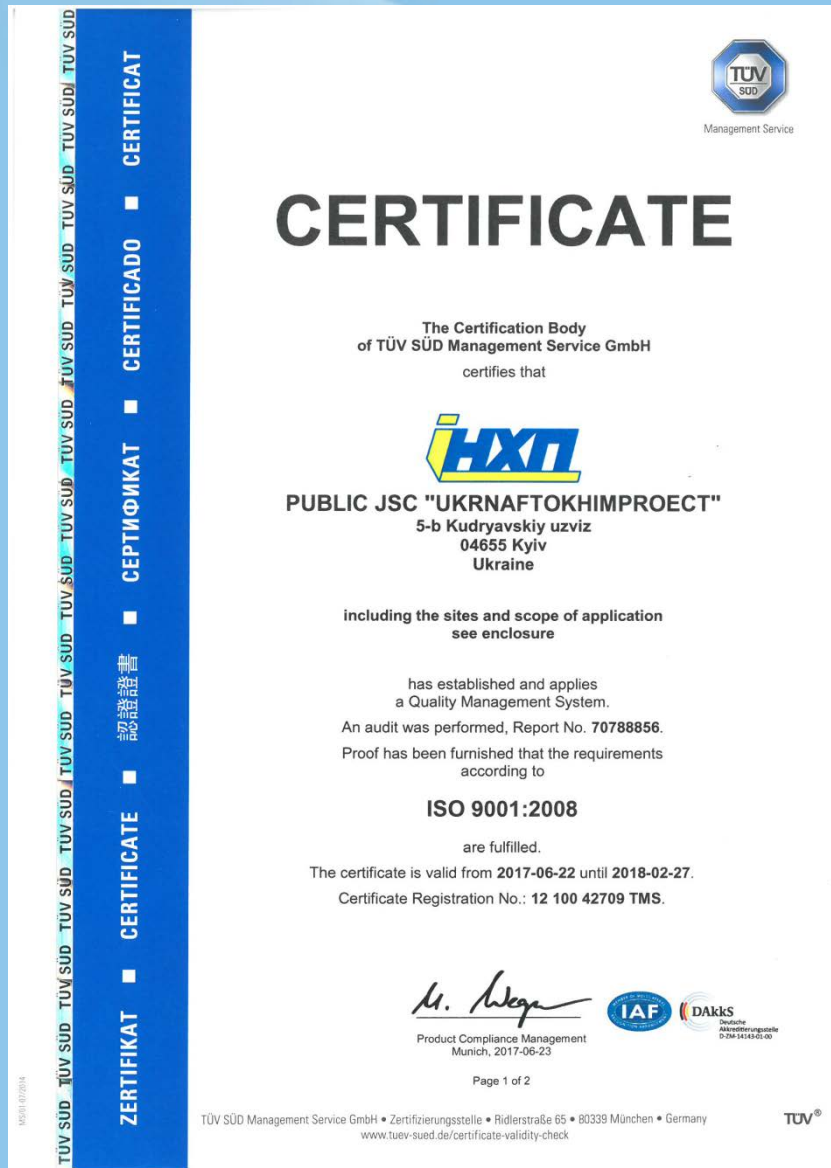 TÜV SÜD TÜV SÜD TÜV SÜD TÜV SÜD TÜV SÜD TÜV SÜD TÜV SÜD TÜV SÜD TÜV SÜD TÜV SÜD TÜV SÜD TÜV SÜD TÜV SÜD TÜV SÜD TÜV SÜD TÜV SÜD
ZERTIFIKAT ■ CERTIFICATE ■ 認證證書 ■ СЕРТИФИКАТ ■ CERTIFICADO ■ CERTIFICAT
TÜV
SÜD
Management Service
CERTIFICATE
The Certification Body
of TÜV SÜD Management Service GmbH
certifies that
іНХП
PUBLIC JSC "UKRNAFTOKHIMPROECT"
5-b Kudryavskiy uzviz
04655 Kyiv
Ukraine
including the sites and scope of application
see enclosure
has established and applies
a Quality Management System.
An audit was performed, Report No. 70788856.
Proof has been furnished that the requirements
according to
ISO 9001:2008
are fulfilled.
The certificate is valid from 2017-06-22 until 2018-02-27.
Certificate Registration No.: 12 100 42709 TMS.
Product Compliance Management
Munich, 2017-06-23
IAF
DAkkS
Deutsche
Akkreditierungsstelle
D-ZM-14143-01-00
Page 1 of 2
TÜV SÜD Management Service GmbH • Zertifizierungsstelle • Ridlerstraße 65 • 80339 München • Germany
www.tuev-sued.de/certificate-validity-check
TÜV®